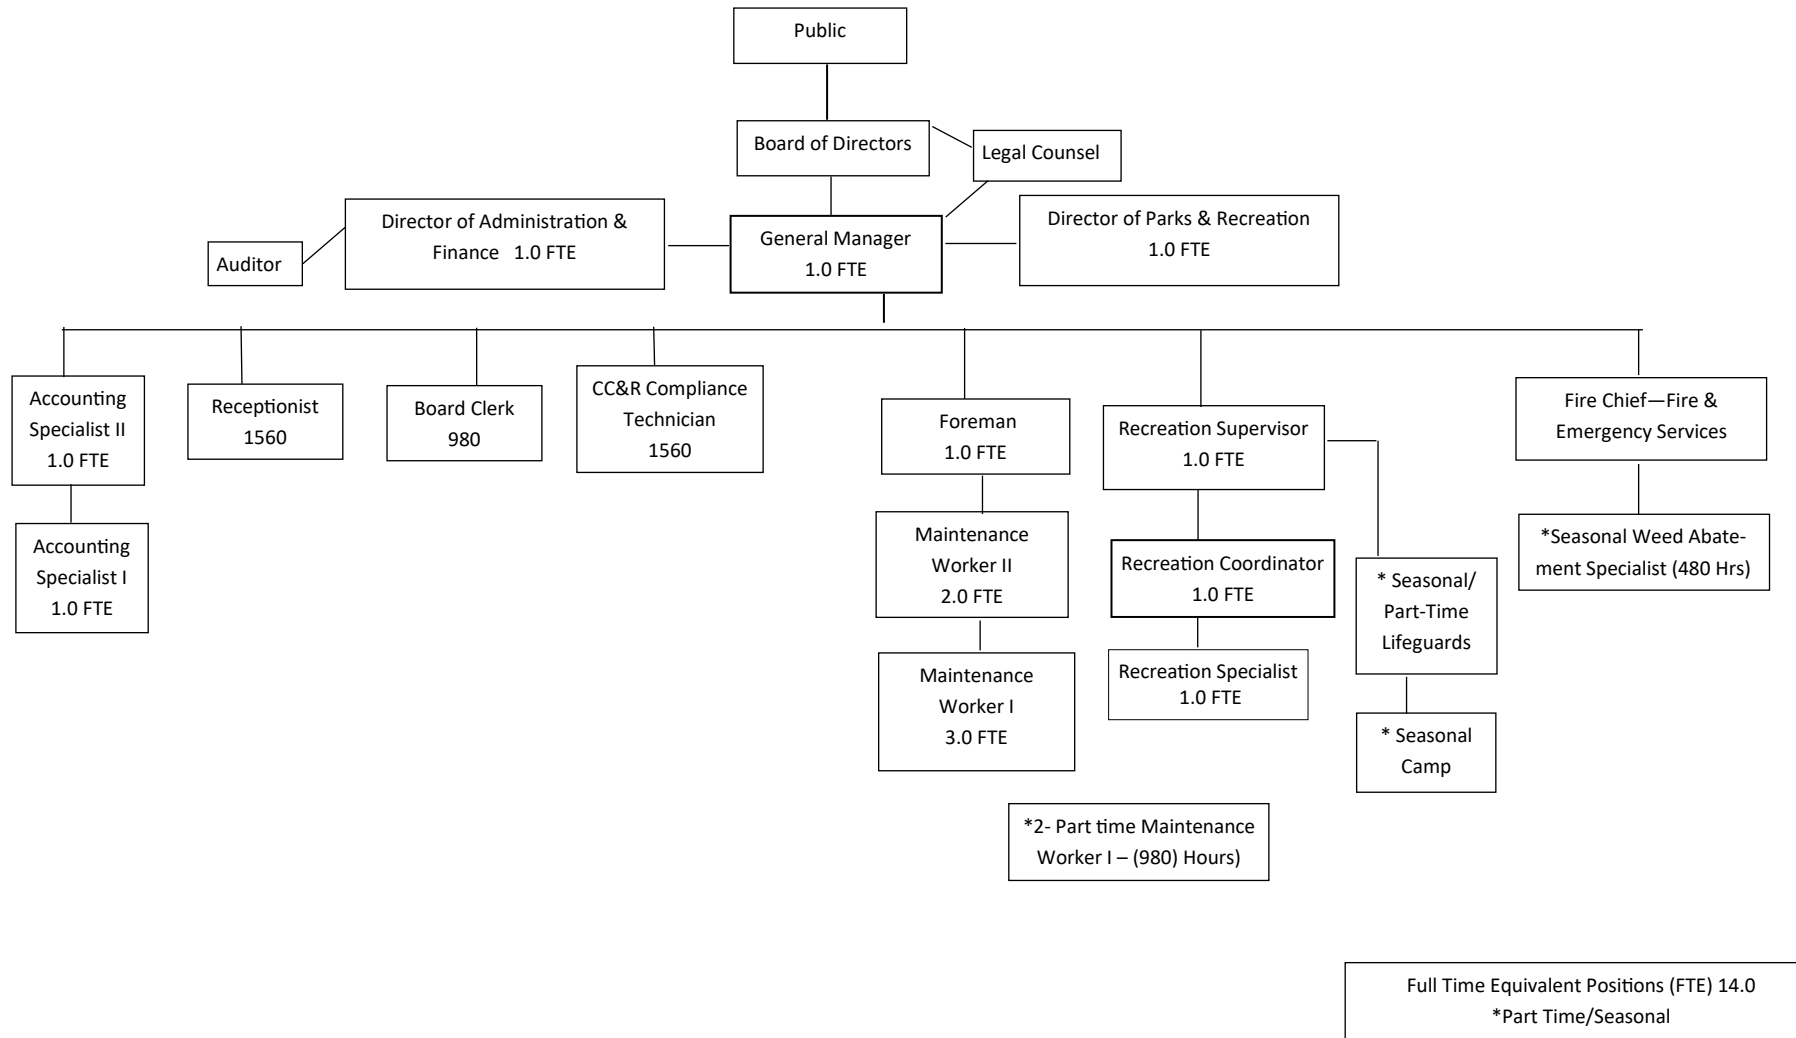 Public
Board of Directors
Legal Counsel
Director of Administration &
Finance 1.0 FTE
Auditor
General Manager
1.0 FTE
Director of Parks & Recreation
1.0 FTE
Accounting
Specialist II
1.0 FTE
Receptionist
1560
Board Clerk
980
CC&R Compliance
Technician
1560
Foreman
1.0 FTE
Recreation Supervisor
1.0 FTE
Fire Chief—Fire &
Emergency Services
Accounting
Specialist I
1.0 FTE
Maintenance
Worker II
2.0 FTE
Recreation Coordinator
1.0 FTE
* Seasonal/
Part-Time
Lifeguards
*Seasonal Weed Abate-
ment Specialist (480 Hrs)
Maintenance
Worker I
3.0 FTE
Recreation Specialist
1.0 FTE
* Seasonal
Camp
*2- Part time Maintenance
Worker I – (980) Hours)
Full Time Equivalent Positions (FTE) 14.0
*Part Time/Seasonal